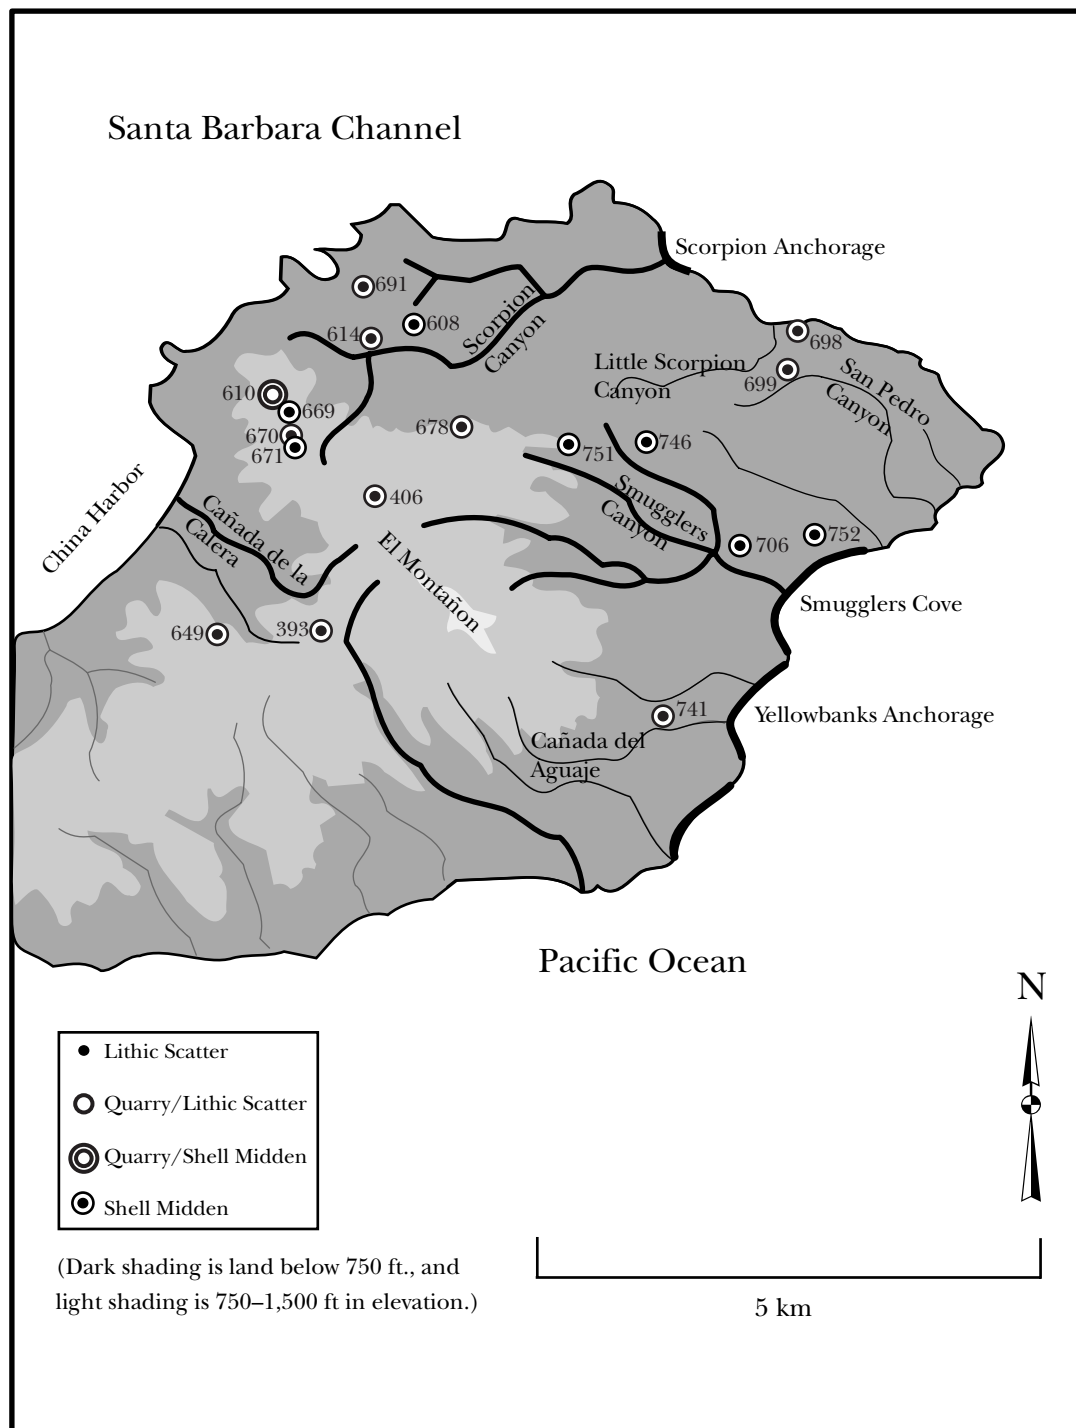 Santa Barbara Channel
Scorpion Anchorage
691
608
614
Scorpion
Canyon
698
Little Scorpion
Canyon
699
San Pedro
Canyon
610
669
670
671
678
751
746
China Harbor
406
Smugglers
Canyon
Cañada de la
Calera
El Montañon
706
752
Smugglers Cove
649
393
741
Yellowbanks Anchorage
Cañada del
Aguaje
Pacific Ocean
N
Lithic Scatter
Quarry/Lithic Scatter
Quarry/Shell Midden
Shell Midden
(Dark shading is land below 750 ft., and
light shading is 750–1,500 ft in elevation.)
5 km